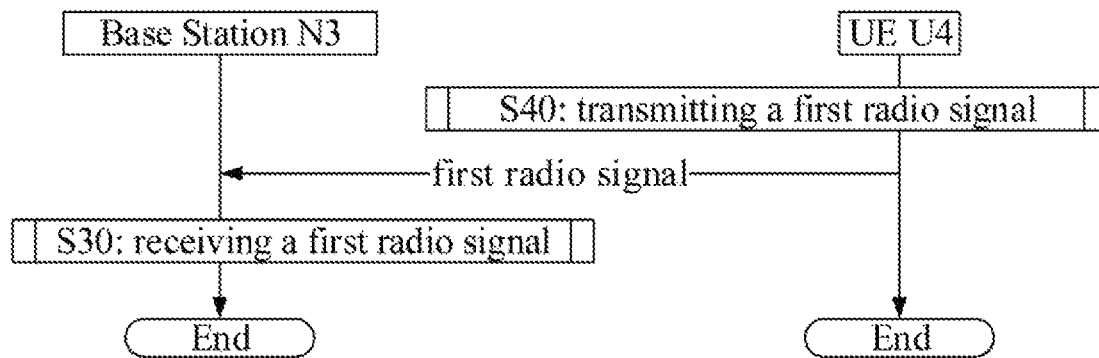 Base Station N3
UE U4
S40: transmitting a first radio signal
first radio signal
S30: receiving a first radio signal
End
End